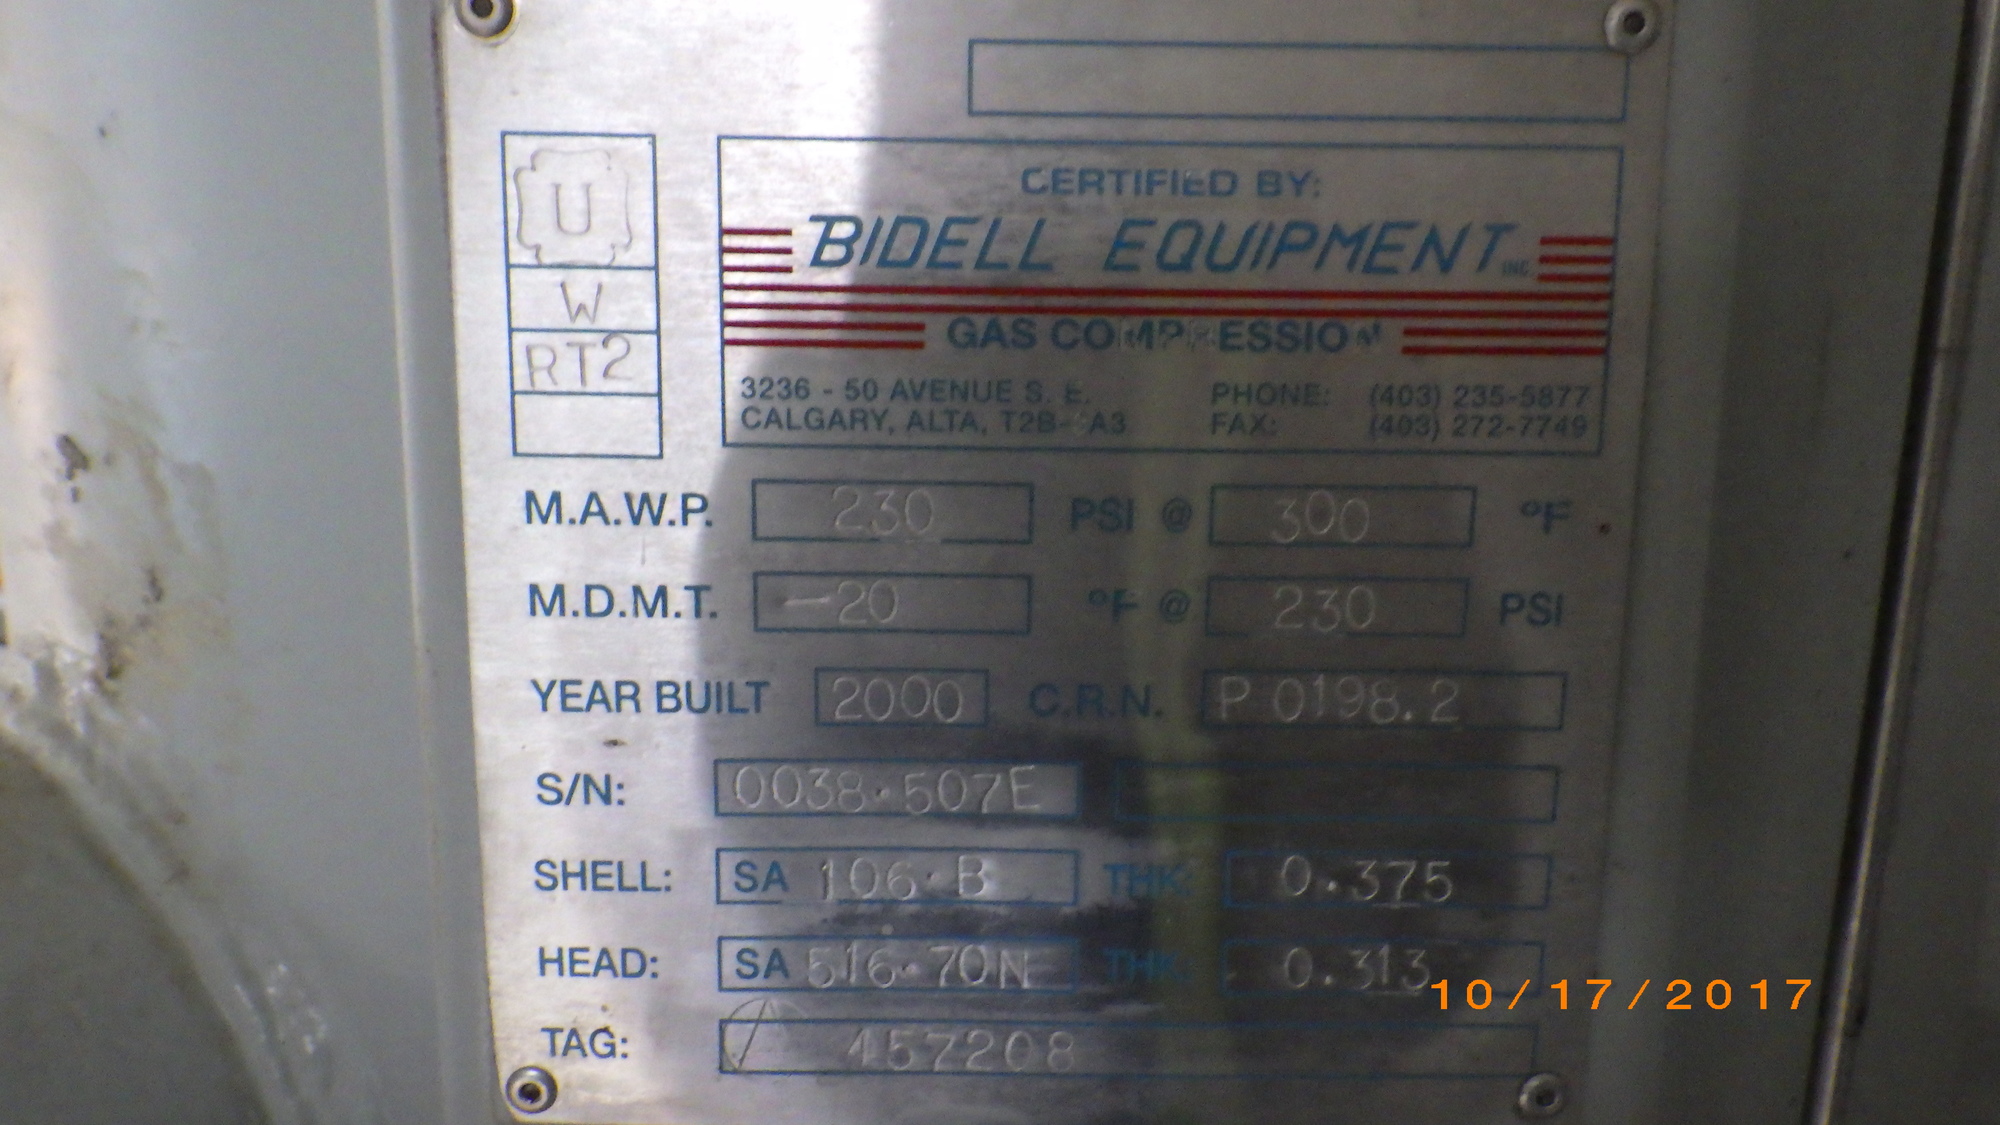 U
W
RT2
CERTIFIED BY:
BIDELL EQUIPMENT INC.
GAS COMPRESSION
3236 - 50 AVENUE S. E. PHONE: (403) 235-5877
CALGARY, ALTA, FAX: (403) 272-7749
M.A.W.P. 230 PSI @ 300 °F
M.D.M.T. -20 °F @ 230 PSI
YEAR BUILT 2000 C.R.N. P 0198.2
S/N: 0038·507E
SHELL: SA 106·B THK: 0.375
HEAD: SA 516·70N THK: 0.313
TAG: A 457208
10/17/2017